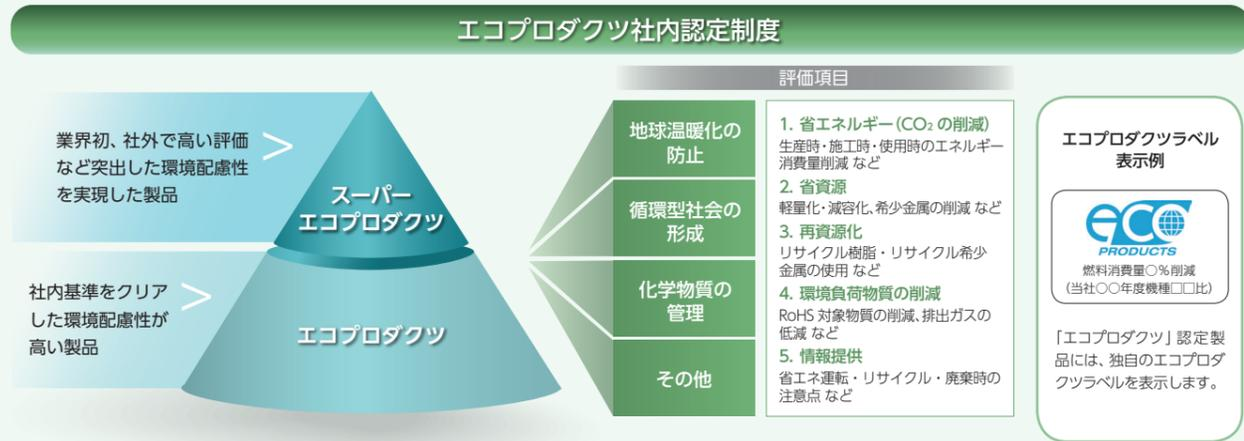 エコプロダクツ社内認定制度
業界初、社外で高い評価
など突出した環境配慮性
を実現した製品
スーパー
エコプロダクツ
社内基準をクリア
した環境配慮性が
高い製品
エコプロダクツ
評価項目
地球温暖化の
防止
循環型社会の
形成
化学物質の
管理
その他
1. 省エネルギー(CO₂ の削減)
生産時・施工時・使用時のエネルギー
消費量削減 など
2. 省資源
軽量化・減容化、希少金属の削減 など
3. 再資源化
リサイクル樹脂・リサイクル希少
金属の使用 など
4. 環境負荷物質の削減
RoHS 対象物質の削減、排出ガスの
低減 など
5. 情報提供
省エネ運転・リサイクル・廃棄時の
注意点 など
エコプロダクツラベル
表示例
eco
PRODUCTS
燃料消費量○%削減
(当社○○年度機種□□比)
「エコプロダクツ」認定製
品には、独自のエコプロダ
クツラベルを表示します。